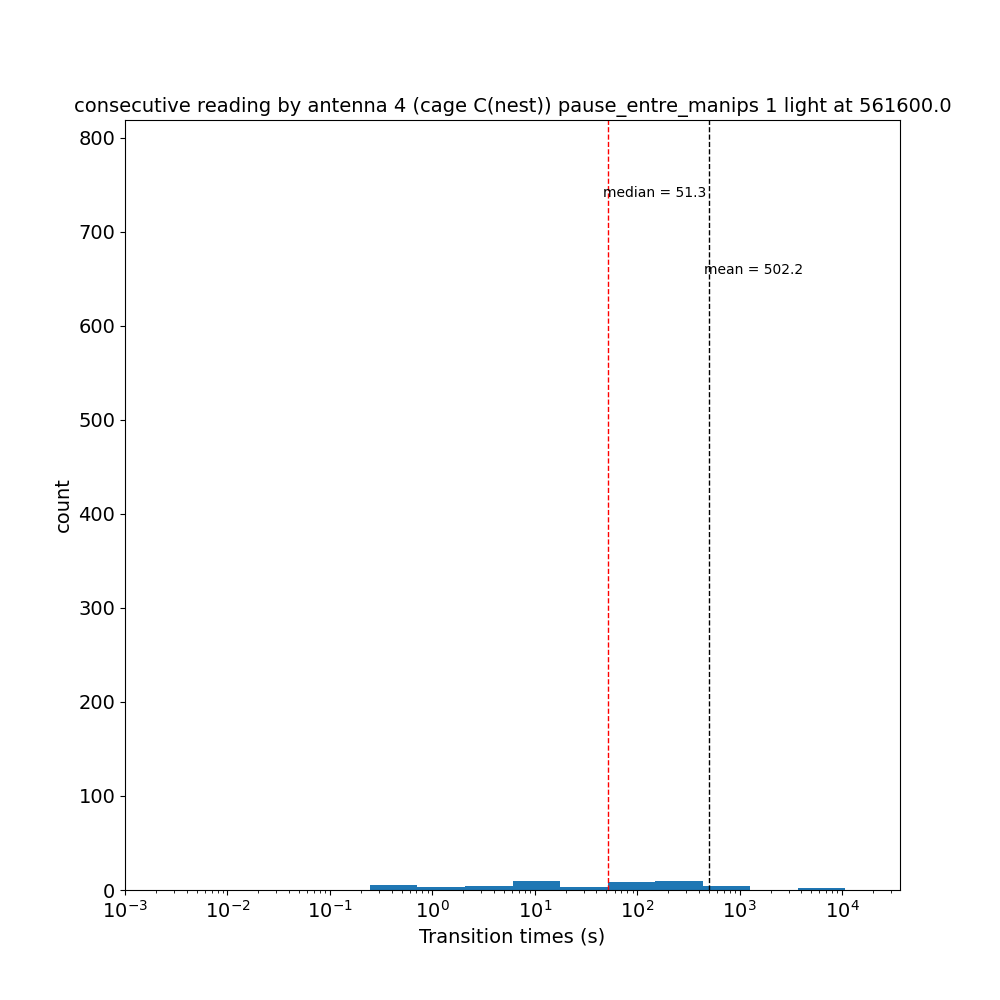 consecutive reading by antenna 4 (cage C(nest)) pause_entre_manips 1 light at 561600.0
800
median = 51.3
700
mean = 502.2
600
500
count
400
300
200
100
0
10⁻³ 10⁻² 10⁻¹ 10⁰ 10¹ 10² 10³ 10⁴
Transition times (s)